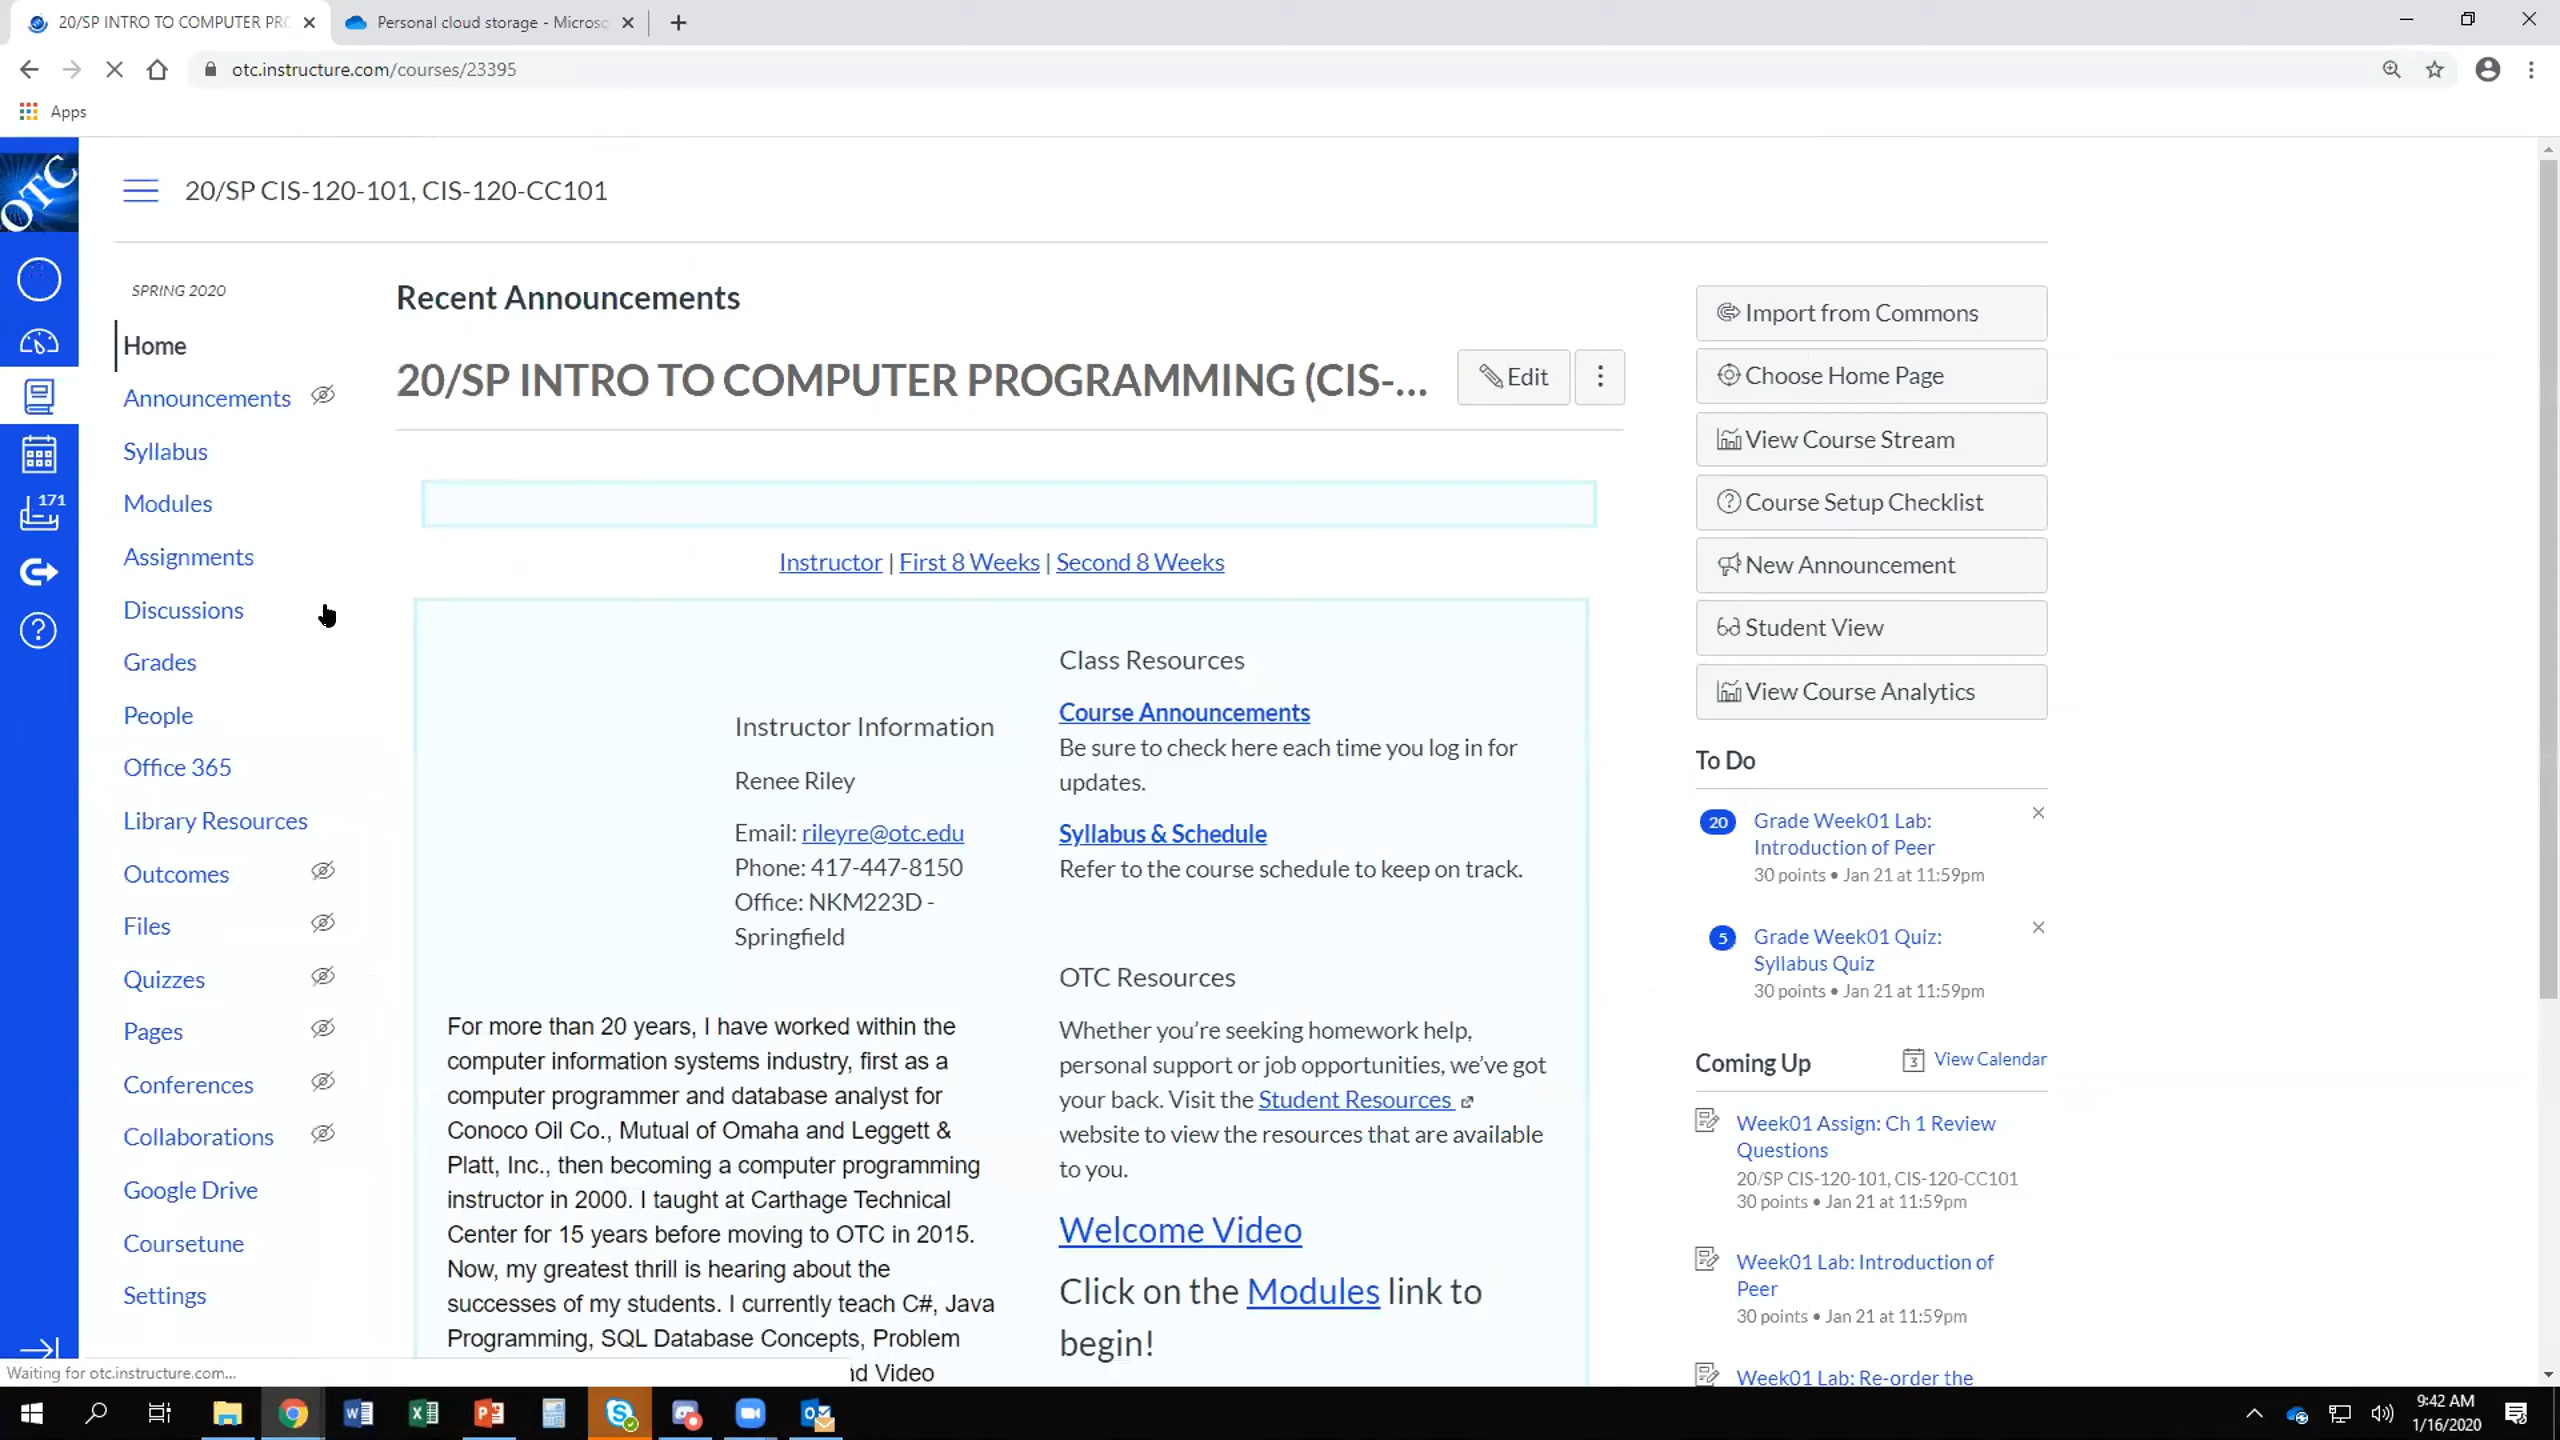 20/SP INTRO TO COMPUTER PRO
Personal cloud storage - Microso
otc.instructure.com/courses/23395
Apps
OTC
20/SP CIS-120-101, CIS-120-CC101
SPRING 2020
Home
Announcements
Syllabus
Modules
Assignments
Discussions
Grades
People
Office 365
Library Resources
Outcomes
Files
Quizzes
Pages
Conferences
Collaborations
Google Drive
Coursetune
Settings
171
Recent Announcements
20/SP INTRO TO COMPUTER PROGRAMMING (CIS-...
Edit
Instructor | First 8 Weeks | Second 8 Weeks
Instructor Information
Renee Riley
Email: rileyre@otc.edu
Phone: 417-447-8150
Office: NKM223D -
Springfield
For more than 20 years, I have worked within the
computer information systems industry, first as a
computer programmer and database analyst for
Conoco Oil Co., Mutual of Omaha and Leggett &
Platt, Inc., then becoming a computer programming
instructor in 2000. I taught at Carthage Technical
Center for 15 years before moving to OTC in 2015.
Now, my greatest thrill is hearing about the
successes of my students. I currently teach C#, Java
Programming, SQL Database Concepts, Problem
d Video
Class Resources
Course Announcements
Be sure to check here each time you log in for
updates.
Syllabus & Schedule
Refer to the course schedule to keep on track.
OTC Resources
Whether you're seeking homework help,
personal support or job opportunities, we've got
your back. Visit the Student Resources
website to view the resources that are available
to you.
Welcome Video
Click on the Modules link to
begin!
Import from Commons
Choose Home Page
View Course Stream
Course Setup Checklist
New Announcement
Student View
View Course Analytics
To Do
20
Grade Week01 Lab:
Introduction of Peer
30 points • Jan 21 at 11:59pm
5
Grade Week01 Quiz:
Syllabus Quiz
30 points • Jan 21 at 11:59pm
Coming Up
3 View Calendar
Week01 Assign: Ch 1 Review
Questions
20/SP CIS-120-101, CIS-120-CC101
30 points • Jan 21 at 11:59pm
Week01 Lab: Introduction of
Peer
30 points • Jan 21 at 11:59pm
Week01 Lab: Re-order the
Waiting for otc.instructure.com...
9:42 AM
1/16/2020